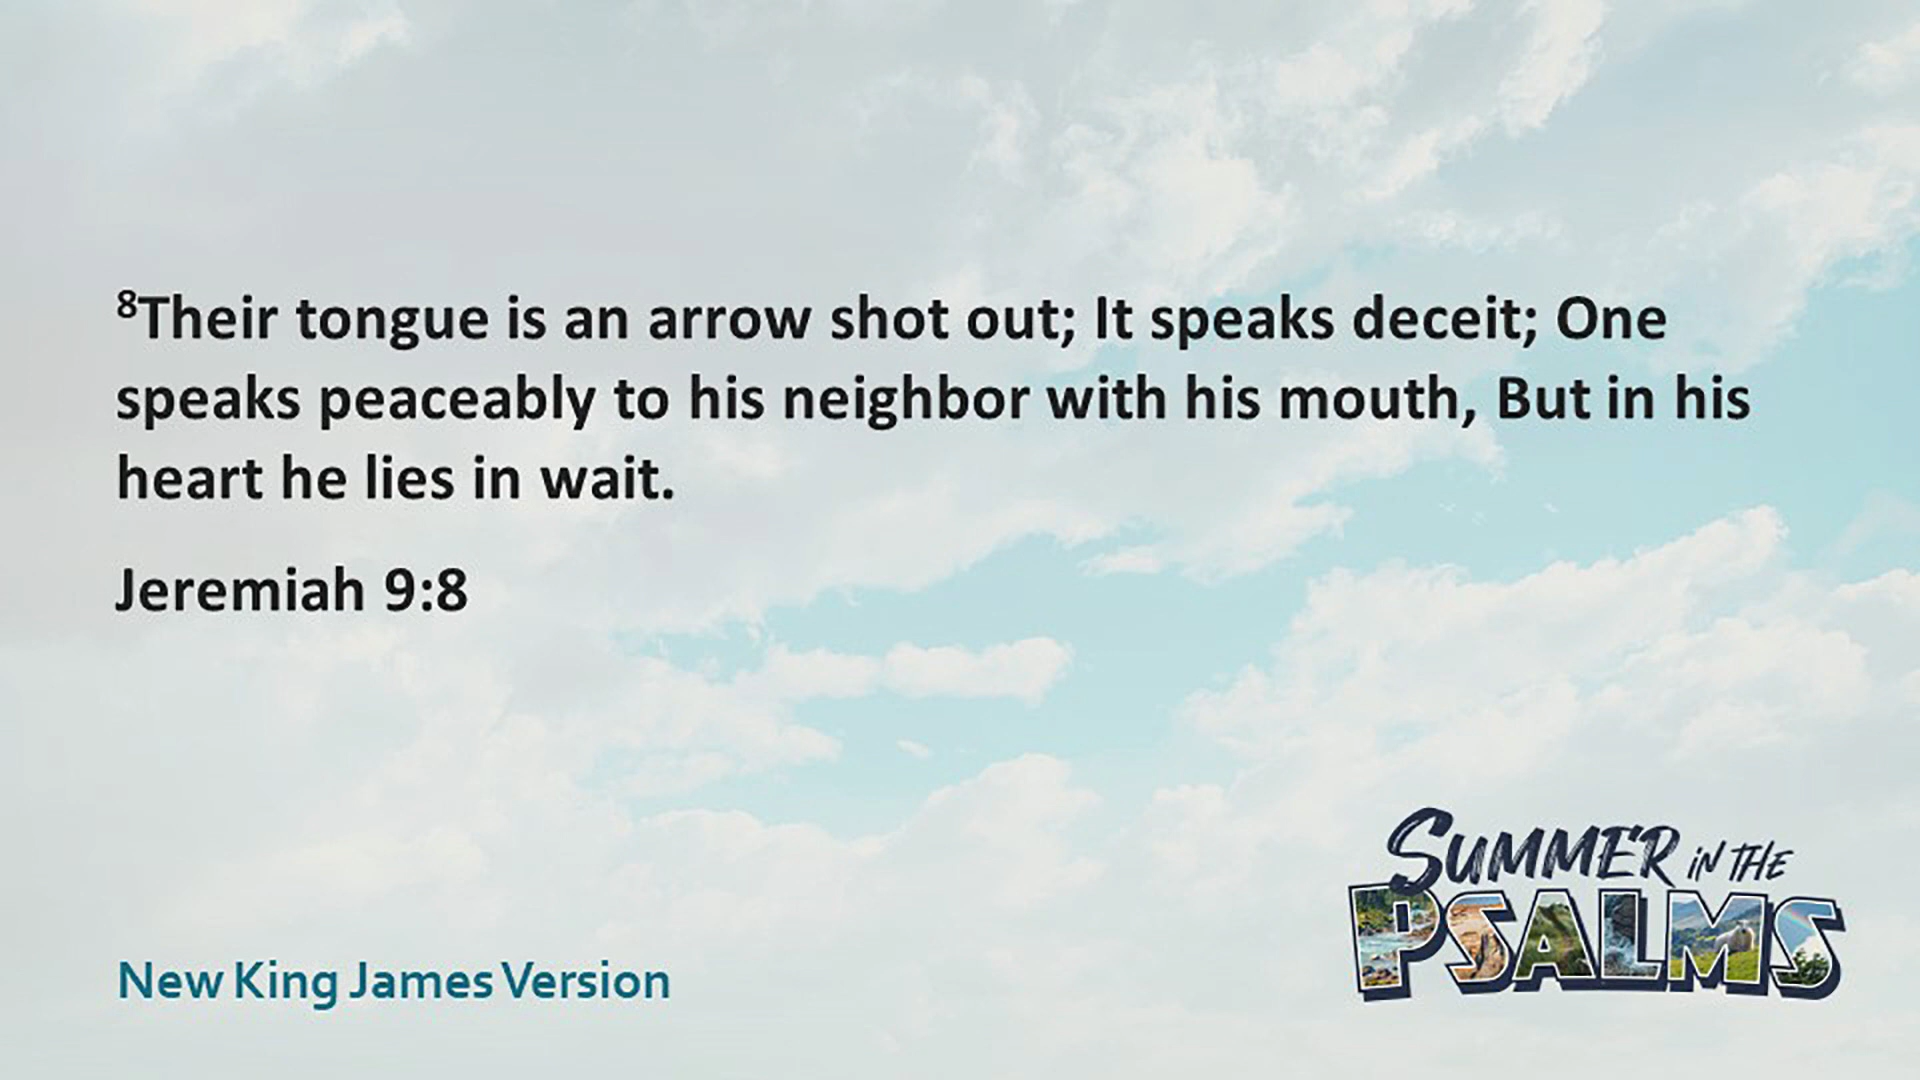 ⁸Their tongue is an arrow shot out; It speaks deceit; One
speaks peaceably to his neighbor with his mouth, But in his
heart he lies in wait.
Jeremiah 9:8
New King James Version
SUMMER IN THE
PSALMS